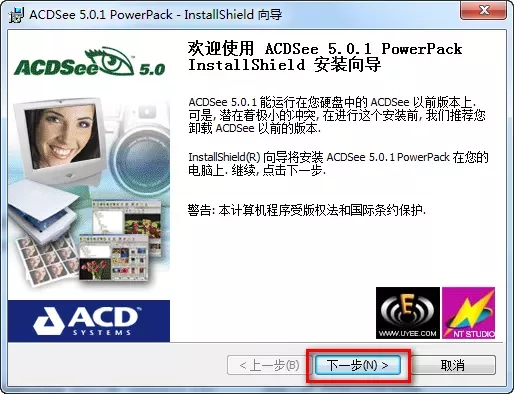 ACDSee 5.0.1 PowerPack - InstallShield 向导
ACDSee 5.0
欢迎使用 ACDSee 5.0.1 PowerPack
InstallShield 安装向导
ACDSee 5.0.1 能运行在您硬盘中的 ACDSee 以前版本上.
可是, 潜在着极小的冲突, 在进行这个安装前, 我们推荐您
卸载 ACDSee 以前的版本.
InstallShield(R) 向导将安装 ACDSee 5.0.1 PowerPack 在您的
电脑上. 继续, 点击下一步.
警告: 本计算机程序受版权法和国际条约保护.
ACD
SYSTEMS
WWW.UYEE.COM
NT STUDIO
< 上一步(B)
下一步(N) >
取消